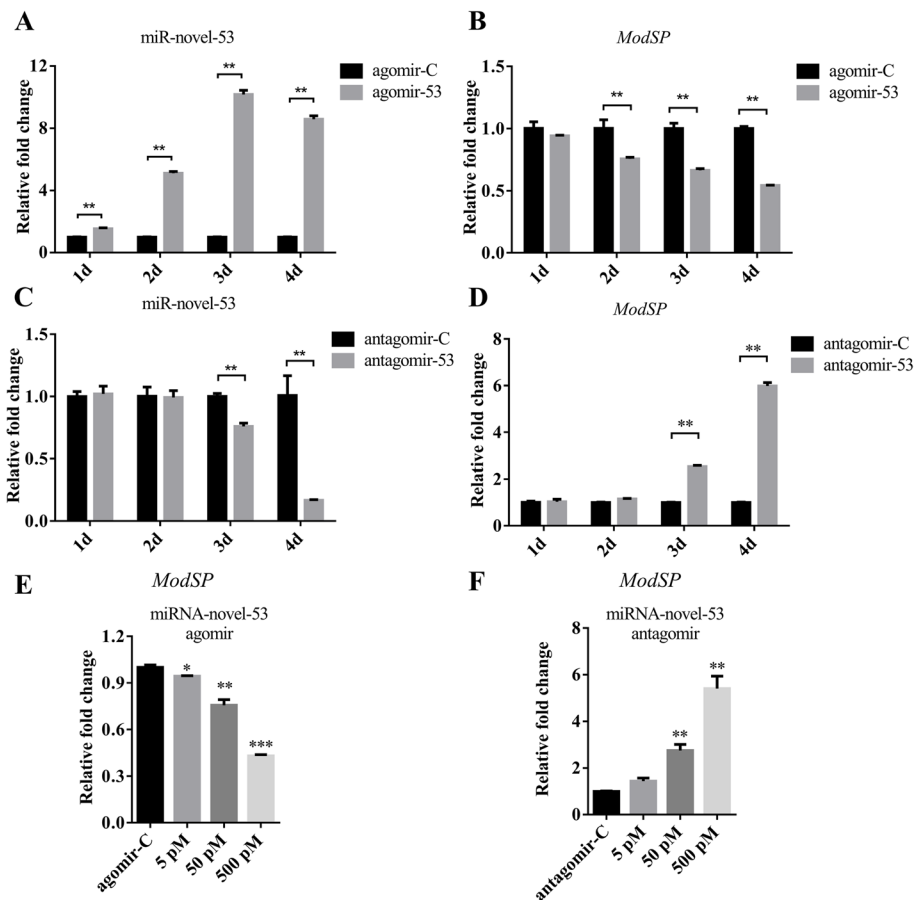 A
miR-novel-53
agomir-C
agomir-53
Relative fold change
12
8
4
0
**
**
**
**
1d
2d
3d
4d
B
ModSP
agomir-C
agomir-53
Relative fold change
1.5
1.0
0.5
0.0
**
**
**
1d
2d
3d
4d
C
miR-novel-53
antagomir-C
antagomir-53
Relative fold change
1.5
1.0
0.5
0.0
**
**
1d
2d
3d
4d
D
ModSP
antagomir-C
antagomir-53
Relative fold change
8
6
4
2
0
**
**
1d
2d
3d
4d
E
ModSP
miRNA-novel-53
agomir
Relative fold change
1.2
0.9
0.6
0.3
0.0
*
**
***
agomir-C
5 pM
50 pM
500 pM
F
ModSP
miRNA-novel-53
antagomir
Relative fold change
8
6
4
2
0
**
**
antagomir-C
5 pM
50 pM
500 pM